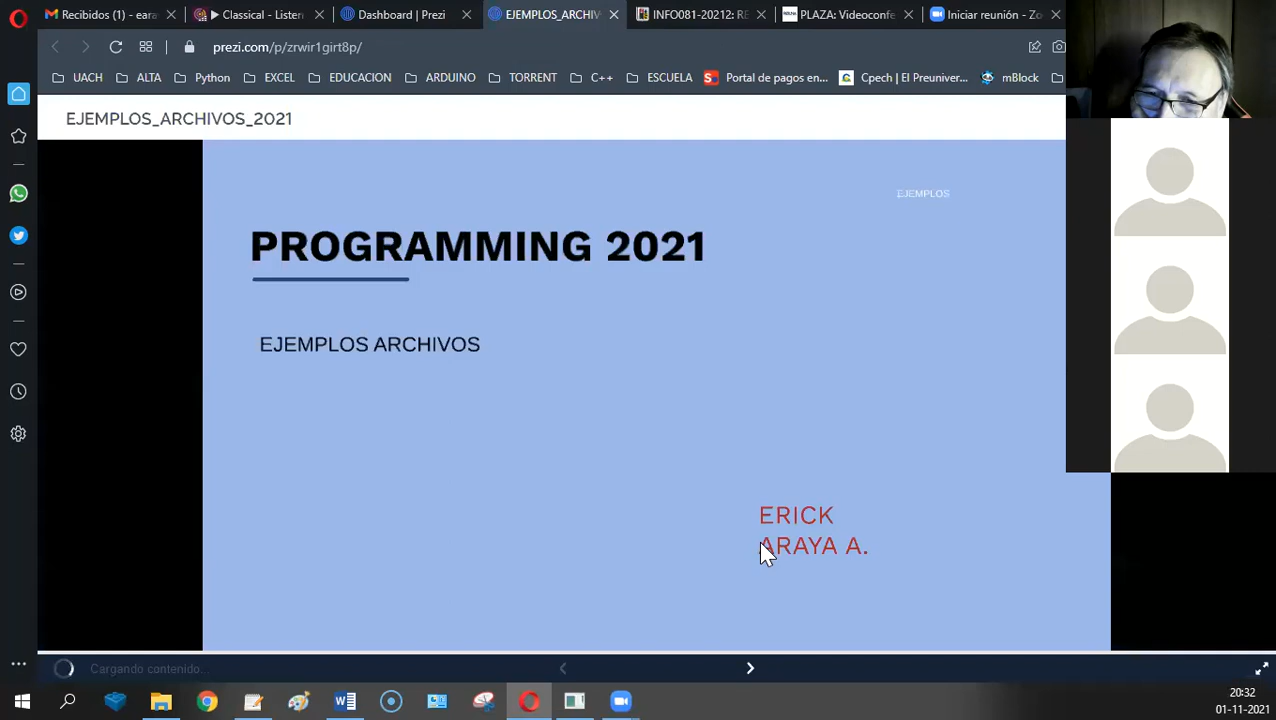 Recibidos (1) - eara
Classical - Listen
Dashboard | Prezi
EJEMPLOS_ARCHIV
INFO081-20212: RE
PLAZA: Videoconfe
Iniciar reunión - Zo
prezi.com/p/zrwir1girt8p/
UACH
ALTA
Python
EXCEL
EDUCACION
ARDUINO
TORRENT
C++
ESCUELA
Portal de pagos en...
Cpech | El Preuniver...
mBlock
EJEMPLOS_ARCHIVOS_2021
EJEMPLOS
PROGRAMMING 2021
EJEMPLOS ARCHIVOS
ERICK
ARAYA A.
Cargando contenido...
20:32
01-11-2021